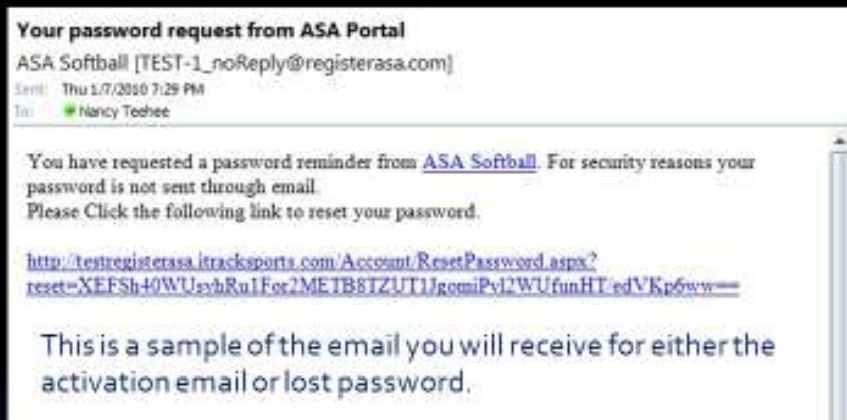 Your password request from ASA Portal
ASA Softball [TEST-1_noReply@registerasa.com]
Sent: Thu 1/7/2010 7:29 PM
To: Nancy Teehee
You have requested a password reminder from ASA Softball. For security reasons your
password is not sent through email.
Please Click the following link to reset your password.
http://testregisterasa.itracksports.com/Account/ResetPassword.aspx?
This is a sample of the email you will receive for either the
activation email or lost password.